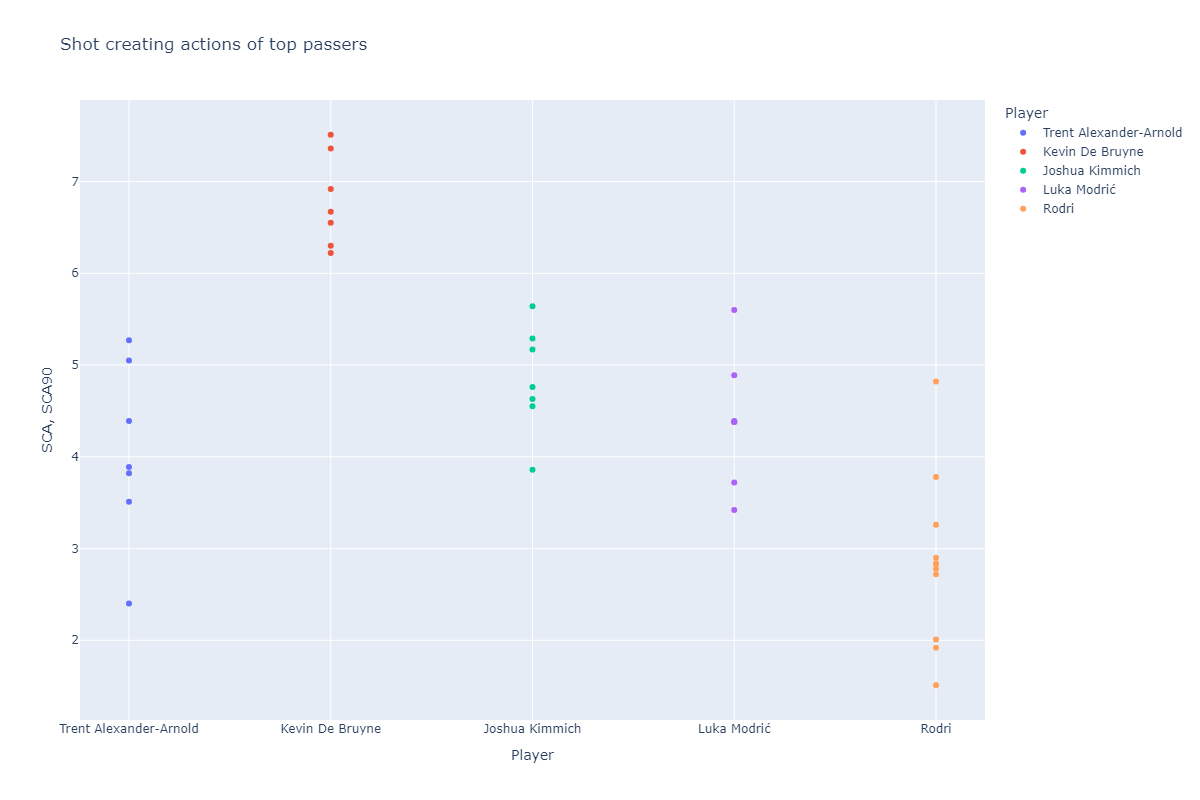 Shot creating actions of top passers
Player
Trent Alexander-Arnold
Kevin De Bruyne
Joshua Kimmich
Luka Modrić
Rodri
7
6
5
4
3
2
SCA, SCA90
Trent Alexander-Arnold Kevin De Bruyne Joshua Kimmich Luka Modrić Rodri
Player